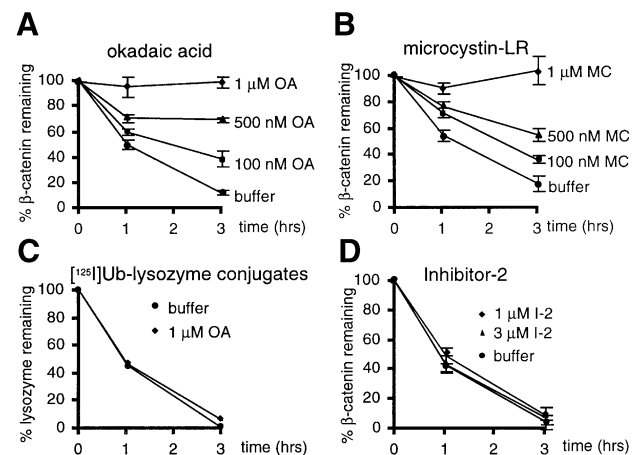 A
okadaic acid
% β-catenin remaining
100
80
60
40
20
0
0 1 2 3 time (hrs)
1 μM OA
500 nM OA
100 nM OA
buffer
B
microcystin-LR
% β-catenin remaining
100
80
60
40
20
0
0 1 2 3 time (hrs)
1 μM MC
500 nM MC
100 nM MC
buffer
C
[¹²⁵I]Ub-lysozyme conjugates
% lysozyme remaining
100
80
60
40
20
0
0 1 2 3 time (hrs)
buffer
1 μM OA
D
Inhibitor-2
% β-catenin remaining
100
80
60
40
20
0
0 1 2 3 time (hrs)
1 μM I-2
3 μM I-2
buffer